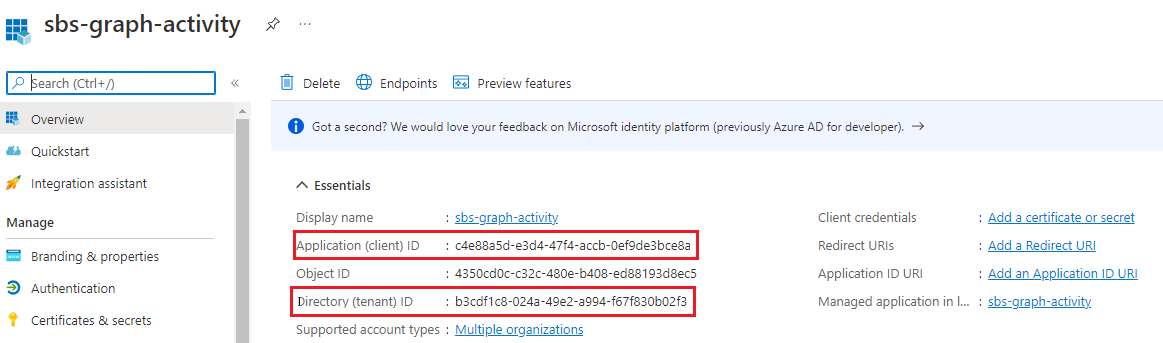 sbs-graph-activity
Search (Ctrl+/)
Overview
Quickstart
Integration assistant
Manage
Branding & properties
Authentication
Certificates & secrets
Delete Endpoints Preview features
Got a second? We would love your feedback on Microsoft identity platform (previously Azure AD for developer).
Essentials
Display name : sbs-graph-activity
Application (client) ID : c4e88a5d-e3d4-47f4-accb-0ef9de3bce8a
Object ID : 4350cd0c-c32c-480e-b408-ed88193d8ec5
Directory (tenant) ID : b3cdf1c8-024a-49e2-a994-f67f830b02f3
Supported account types : Multiple organizations
Client credentials : Add a certificate or secret
Redirect URIs : Add a Redirect URI
Application ID URI : Add an Application ID URI
Managed application in l... : sbs-graph-activity